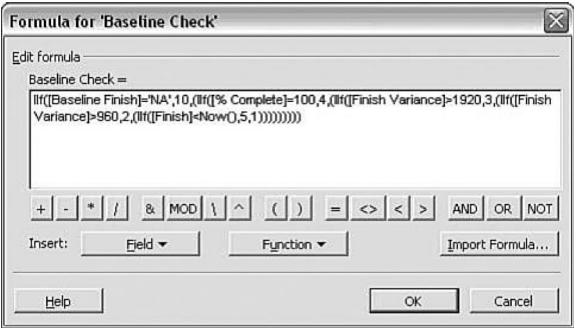 Formula for 'Baseline Check'
Edit formula
Baseline Check =
IIf([Baseline Finish]='NA',10,(IIf([% Complete]=100,4,(IIf([Finish Variance]>1920,3,(IIf([Finish
Variance]>960,2,(IIf([Finish]<Now(),5,1)))))))))
+ - * / & MOD \ ^ ( ) = <> < > AND OR NOT
Insert: Field Function Import Formula...
Help OK Cancel